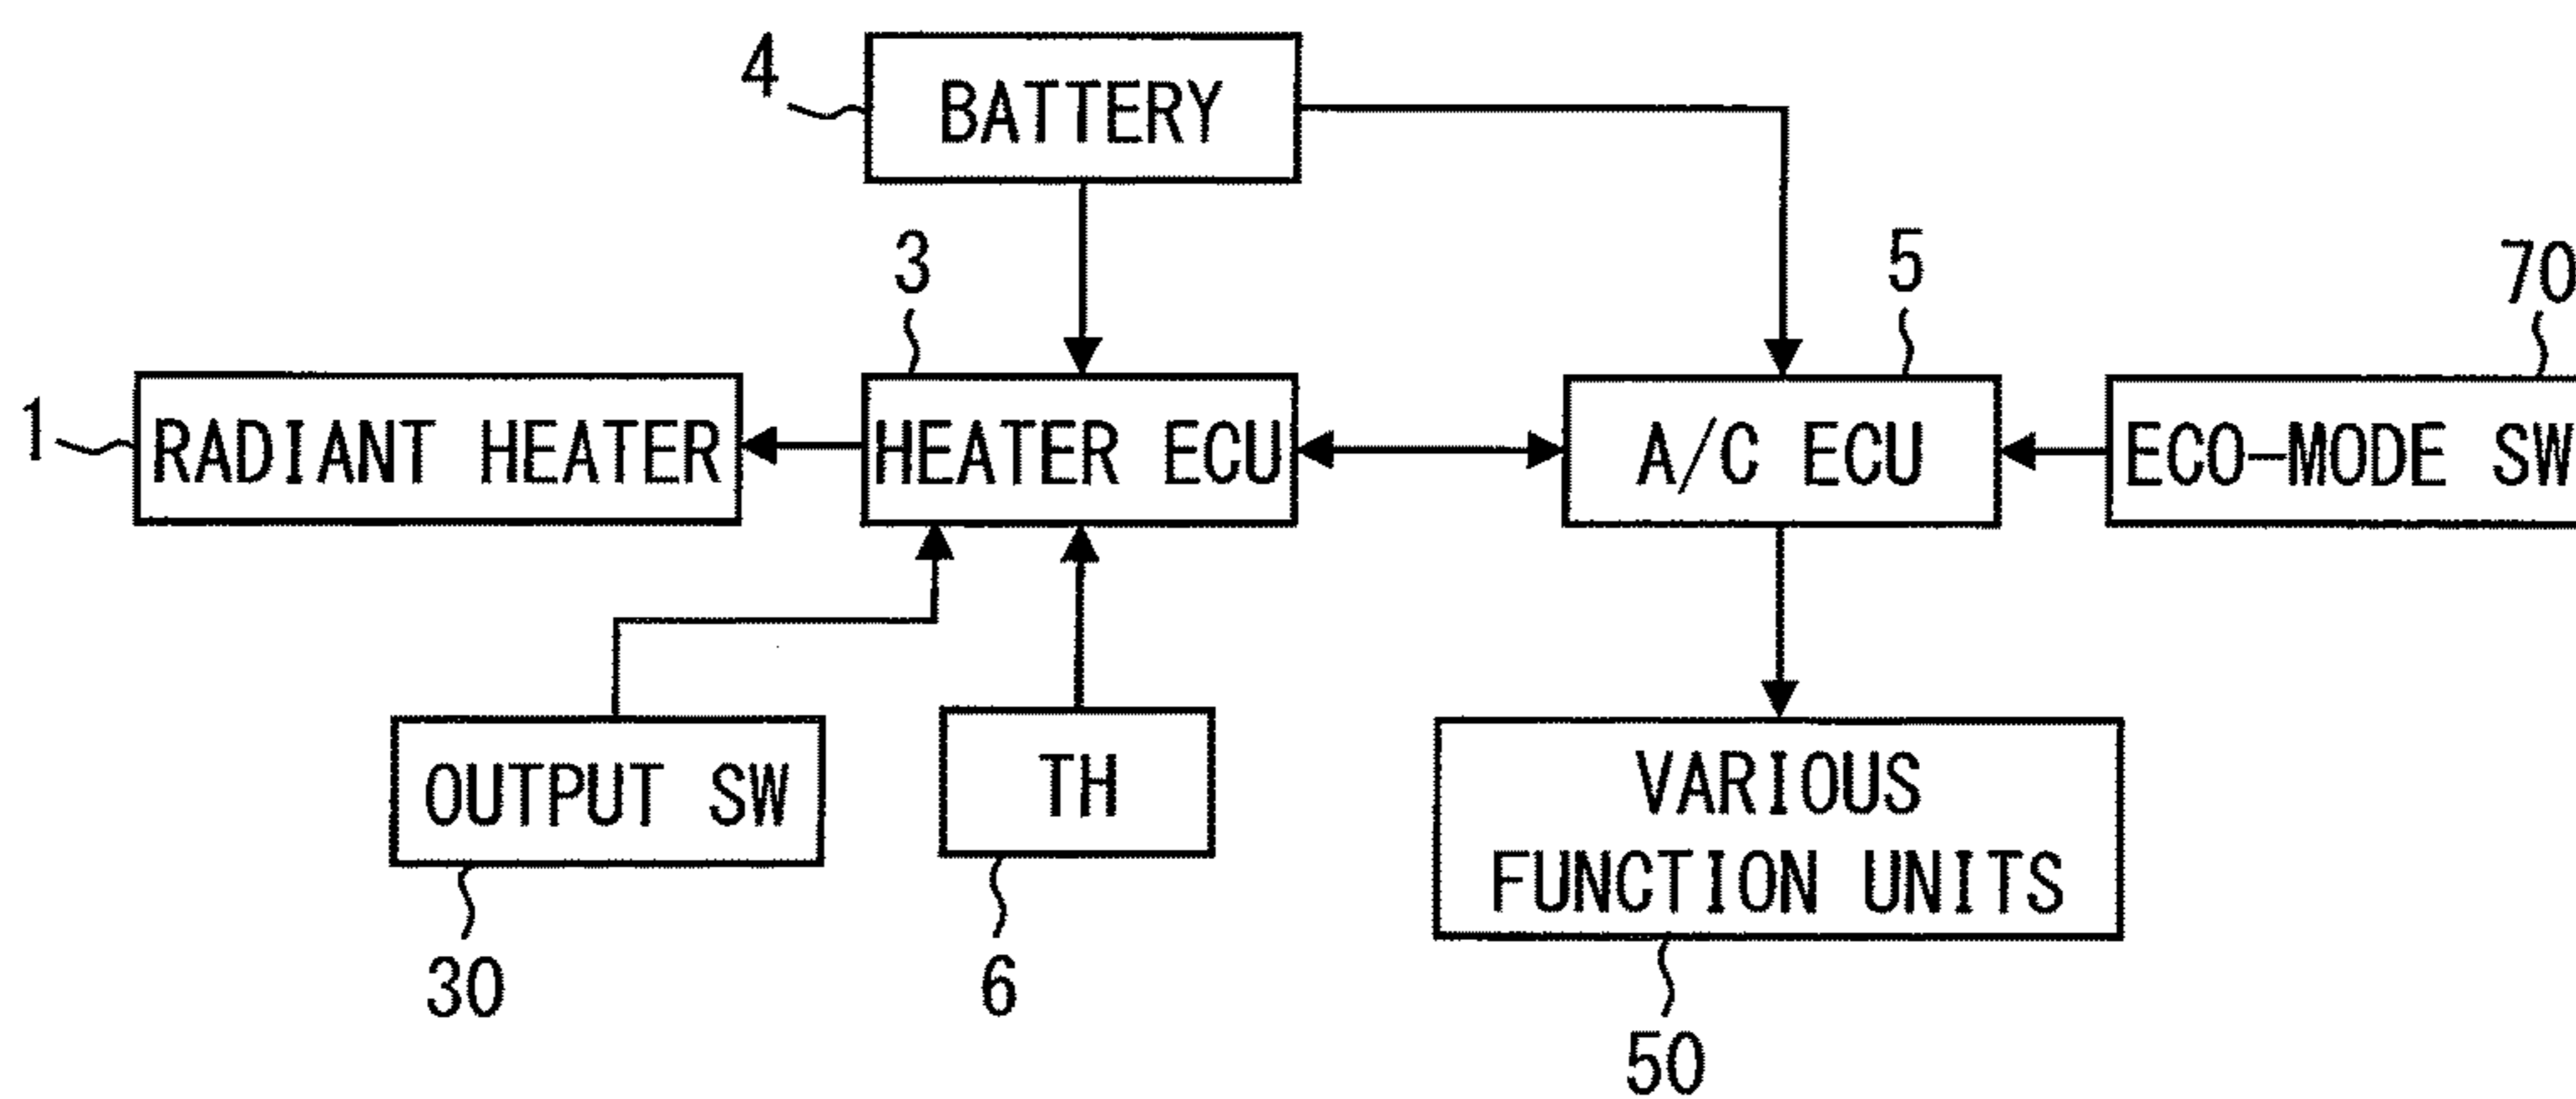 4
BATTERY
3
5
70
1
RADIANT HEATER
HEATER ECU
A/C ECU
ECO-MODE SW
OUTPUT SW
TH
VARIOUS
FUNCTION UNITS
30
6
50